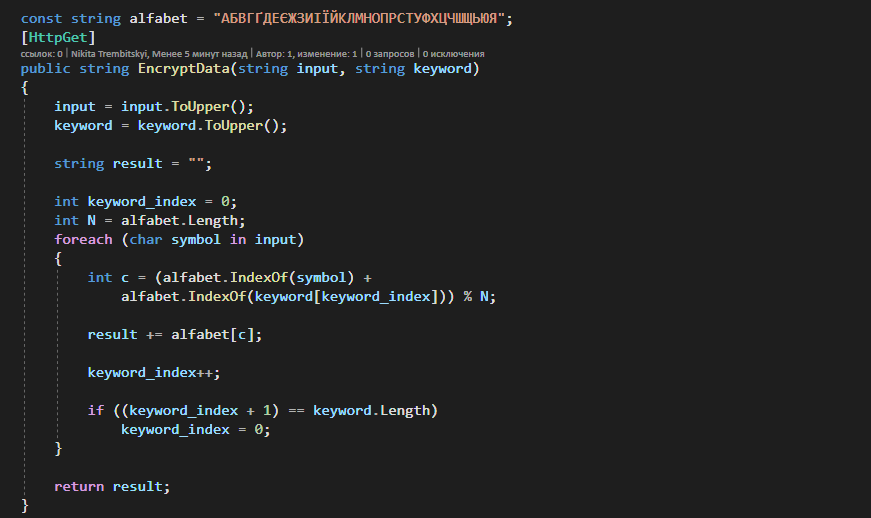 const string alfabet = "АБВГҐДЕЄЖЗИІЇЙКЛМНОПРСТУФХЦЧШЩЬЮЯ";
[HttpGet]
ссылок: 0 | Nikita Trembitskyi, Менее 5 минут назад | Автор: 1, изменение: 1 | 0 запросов | 0 исключения
public string EncryptData(string input, string keyword)
{
input = input.ToUpper();
keyword = keyword.ToUpper();
string result = "";
int keyword_index = 0;
int N = alfabet.Length;
foreach (char symbol in input)
{
int c = (alfabet.IndexOf(symbol) +
alfabet.IndexOf(keyword[keyword_index])) % N;
result += alfabet[c];
keyword_index++;
if ((keyword_index + 1) == keyword.Length)
keyword_index = 0;
}
return result;
}